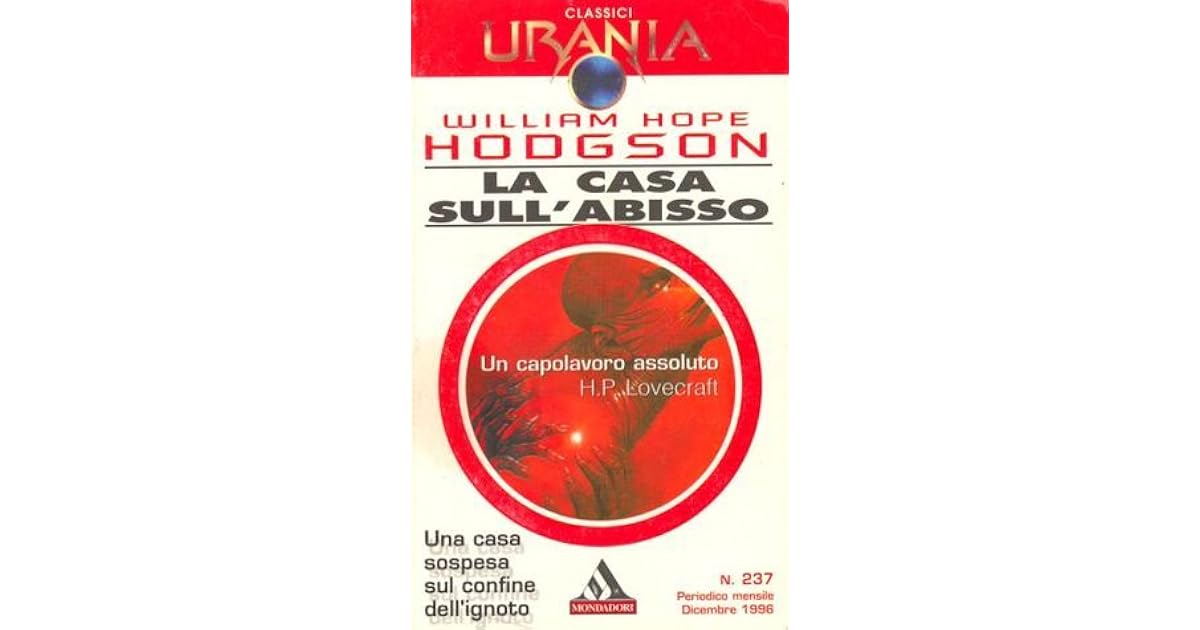 CLASSICI
URANIA
WILLIAM HOPE
HODGSON
LA CASA
SULL'ABISSO
Un capolavoro assoluto
H.P. Lovecraft
Una casa
sospesa
sul confine
dell'ignoto
MONDADORI
N. 237
Periodico mensile
Dicembre 1996